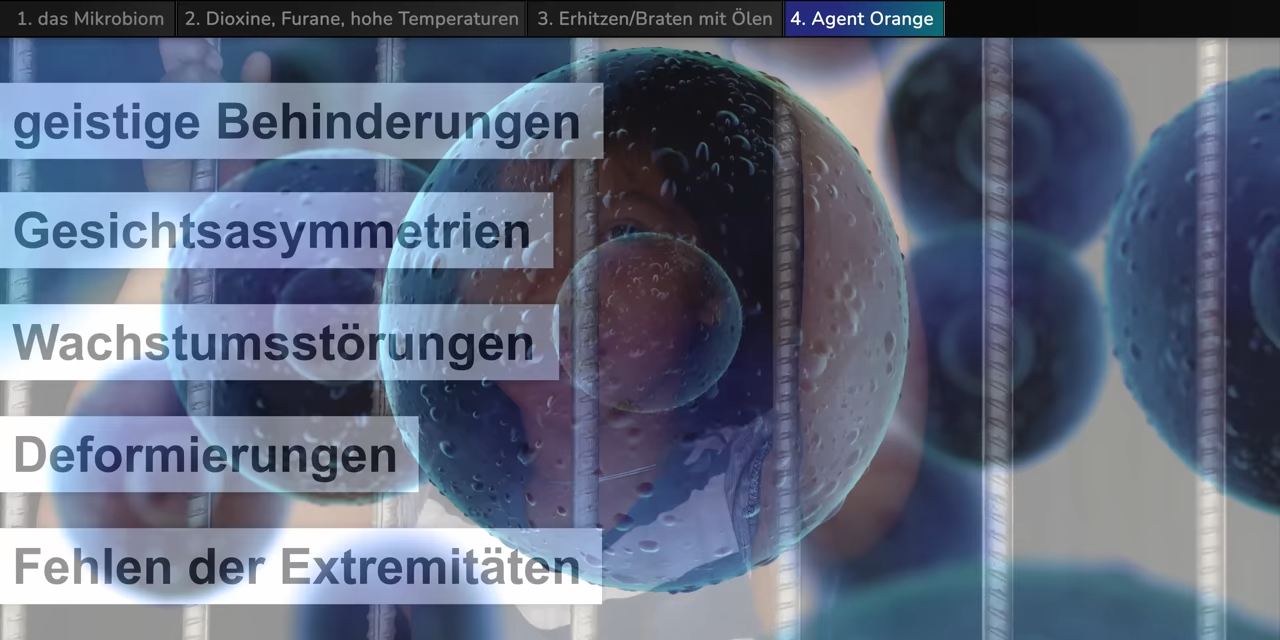 1. das Mikrobiom
2. Dioxine, Furane, hohe Temperaturen
3. Erhitzen/Braten mit Ölen
4. Agent Orange
geistige Behinderungen
Gesichtsasymmetrien
Wachstumsstörungen
Deformierungen
Fehlen der Extremitäten